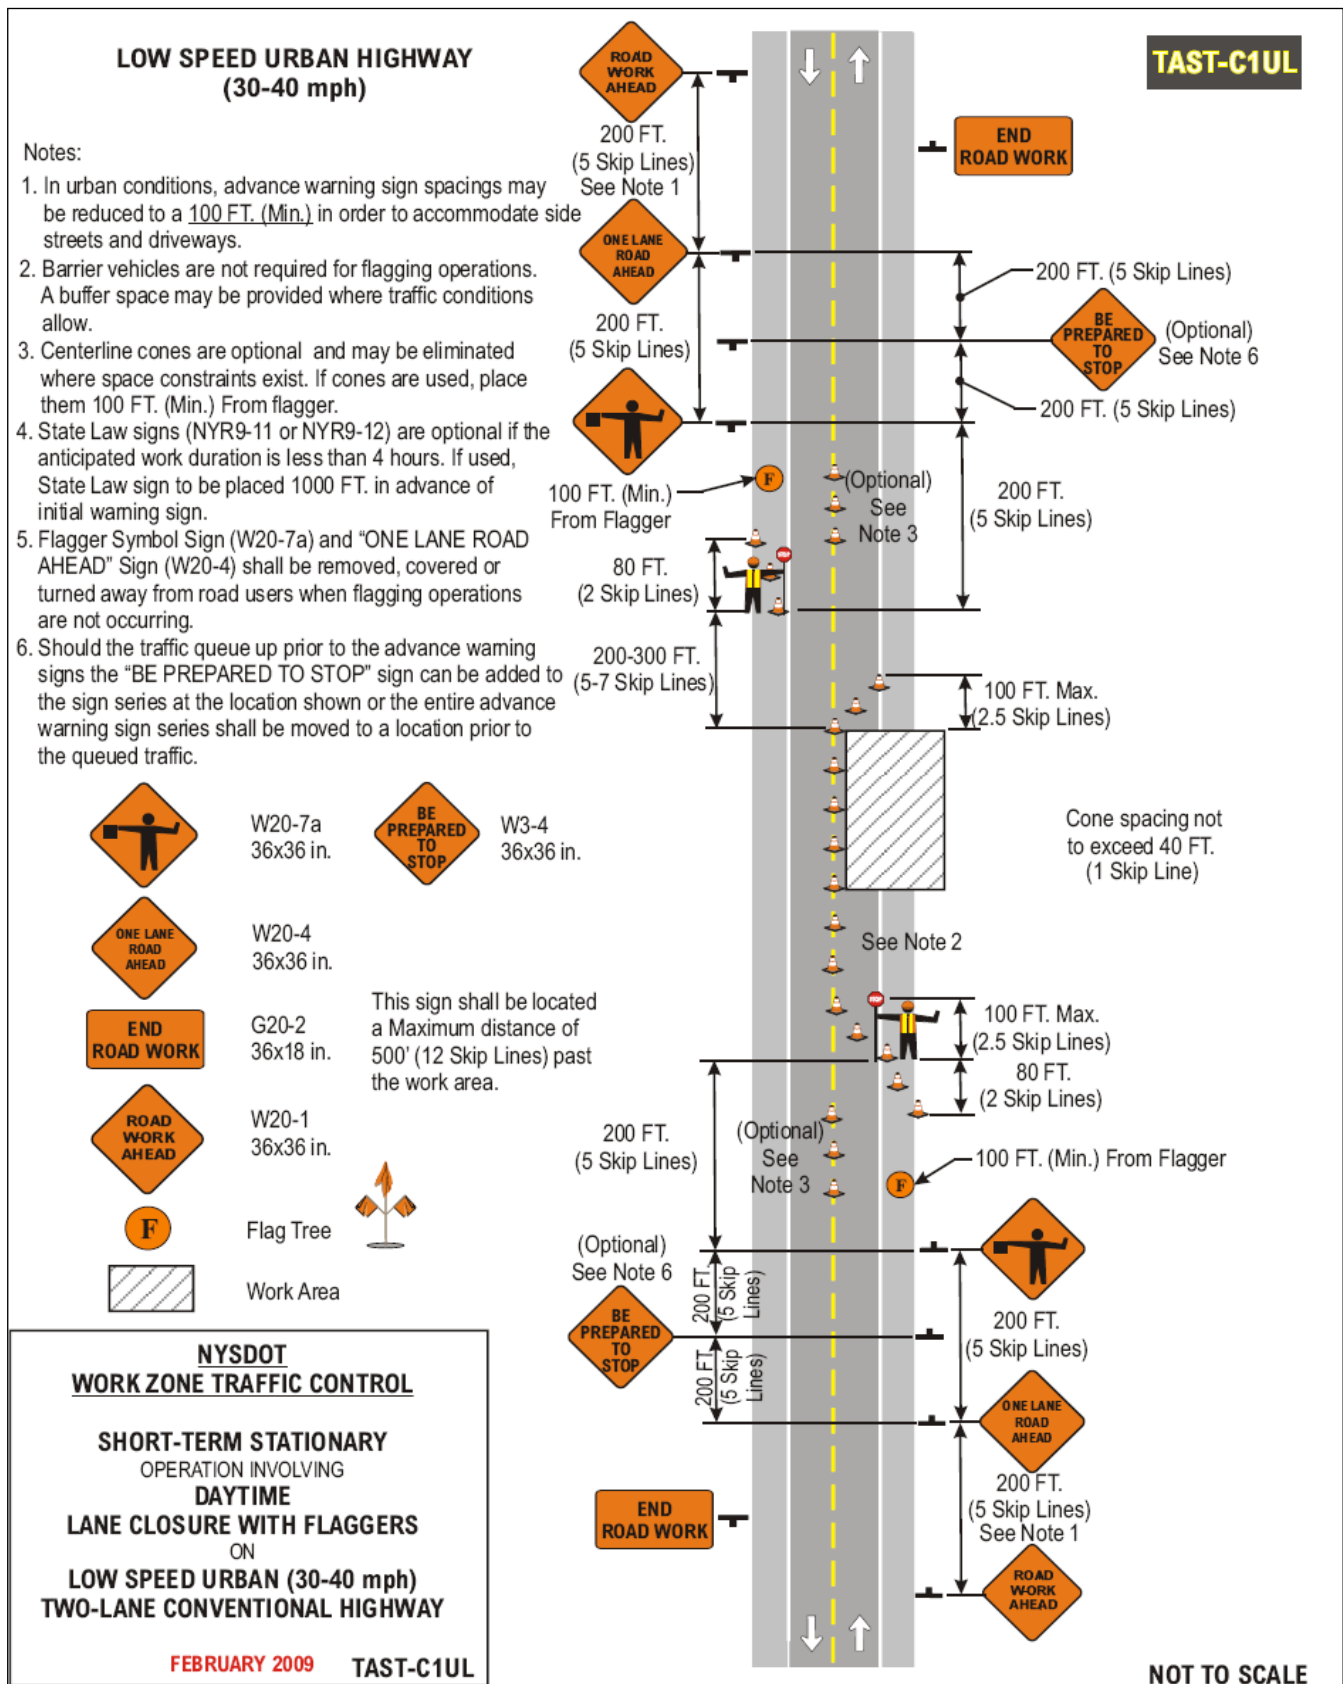 LOW SPEED URBAN HIGHWAY
(30-40 mph)
TAST-C1UL
Notes:
1. In urban conditions, advance warning sign spacings may
be reduced to a 100 FT. (Min.) in order to accommodate side
streets and driveways.
2. Barrier vehicles are not required for flagging operations.
A buffer space may be provided where traffic conditions
allow.
3. Centerline cones are optional and may be eliminated
where space constraints exist. If cones are used, place
them 100 FT. (Min.) From flagger.
4. State Law signs (NYR9-11 or NYR9-12) are optional if the
anticipated work duration is less than 4 hours. If used,
State Law sign to be placed 1000 FT. in advance of
initial warning sign.
5. Flagger Symbol Sign (W20-7a) and “ONE LANE ROAD
AHEAD” Sign (W20-4) shall be removed, covered or
turned away from road users when flagging operations
are not occurring.
6. Should the traffic queue up prior to the advance warning
signs the “BE PREPARED TO STOP” sign can be added to
the sign series at the location shown or the entire advance
warning sign series shall be moved to a location prior to
the queued traffic.
ROAD
WORK
AHEAD
200 FT.
(5 Skip Lines)
See Note 1
END
ROAD WORK
ONE LANE
ROAD
AHEAD
200 FT.
(5 Skip Lines)
200 FT. (5 Skip Lines)
BE
PREPARED
TO
STOP
(Optional)
See Note 6
200 FT. (5 Skip Lines)
F
100 FT. (Min.)
From Flagger
(Optional)
See
Note 3
200 FT.
(5 Skip Lines)
STOP
80 FT.
(2 Skip Lines)
200-300 FT.
(5-7 Skip Lines)
100 FT. Max.
(2.5 Skip Lines)
Cone spacing not
to exceed 40 FT.
(1 Skip Line)
See Note 2
STOP
100 FT. Max.
(2.5 Skip Lines)
80 FT.
(2 Skip Lines)
200 FT.
(5 Skip Lines)
(Optional)
See
Note 3
100 FT. (Min.) From Flagger
F
(Optional)
See Note 6
200 FT.
(5 Skip
Lines)
BE
PREPARED
TO
STOP
200 FT.
(5 Skip
Lines)
200 FT.
(5 Skip Lines)
ONE LANE
ROAD
AHEAD
200 FT.
(5 Skip Lines)
See Note 1
END
ROAD WORK
ROAD
WORK
AHEAD
W20-7a
36x36 in.
BE
PREPARED
TO
STOP
W3-4
36x36 in.
ONE LANE
ROAD
AHEAD
W20-4
36x36 in.
END
ROAD WORK
G20-2
36x18 in.
This sign shall be located
a Maximum distance of
500' (12 Skip Lines) past
the work area.
ROAD
WORK
AHEAD
W20-1
36x36 in.
F
Flag Tree
Work Area
NYSDOT
WORK ZONE TRAFFIC CONTROL
SHORT-TERM STATIONARY
OPERATION INVOLVING
DAYTIME
LANE CLOSURE WITH FLAGGERS
ON
LOW SPEED URBAN (30-40 mph)
TWO-LANE CONVENTIONAL HIGHWAY
FEBRUARY 2009
TAST-C1UL
NOT TO SCALE